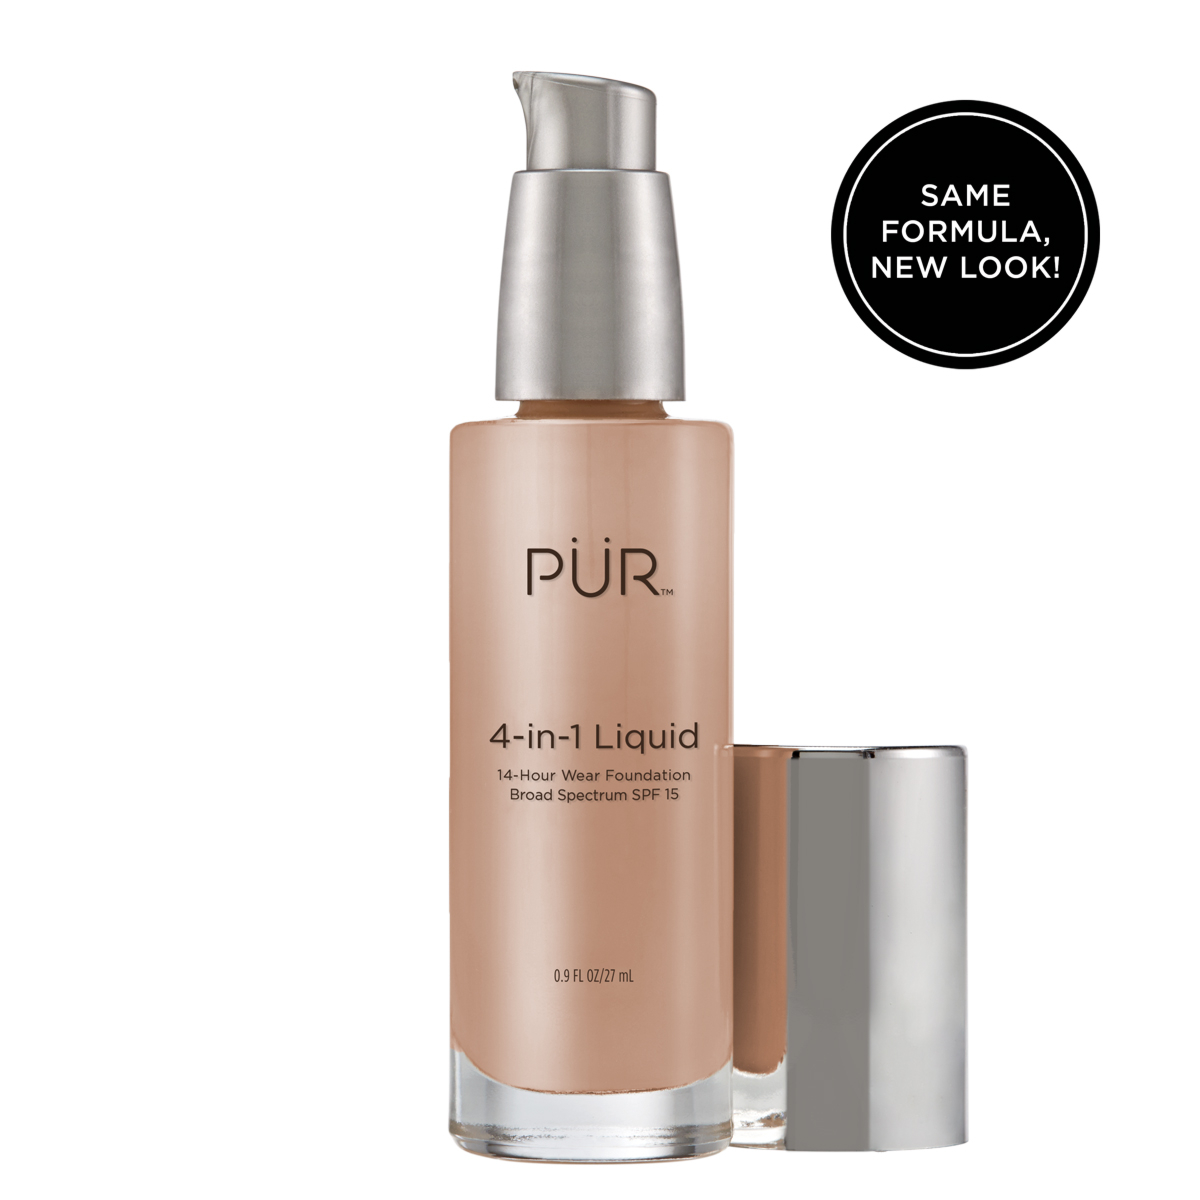 SAME
FORMULA,
NEW LOOK!
PÜR™
4-in-1 Liquid
14-Hour Wear Foundation
Broad Spectrum SPF 15
0.9 FL OZ/27 mL